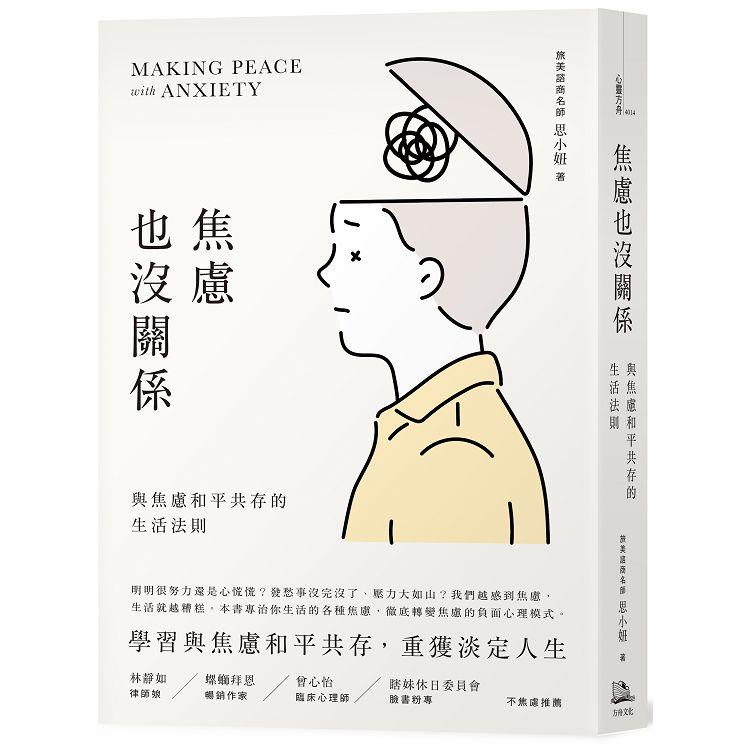 MAKING PEACE
with ANXIETY
旅美諮商名師 思小妞 著
焦慮
也沒關係
與焦慮和平共存的
生活法則
明明很努力還是心慌慌？發愁事沒完沒了、壓力大如山？我們越感到焦慮，
生活就越糟糕。本書專治你生活的各種焦慮，徹底轉變焦慮的負面心理模式。
學習與焦慮和平共存，重獲淡定人生
林靜如
律師娘
螺螄拜恩
暢銷作家
曾心怡
臨床心理師
瞎妹休日委員會
臉書粉專
不焦慮推薦
心靈方舟
4014
焦慮也沒關係
與焦慮和平共存的
生活法則
旅美諮商名師 思小妞 著
方舟文化